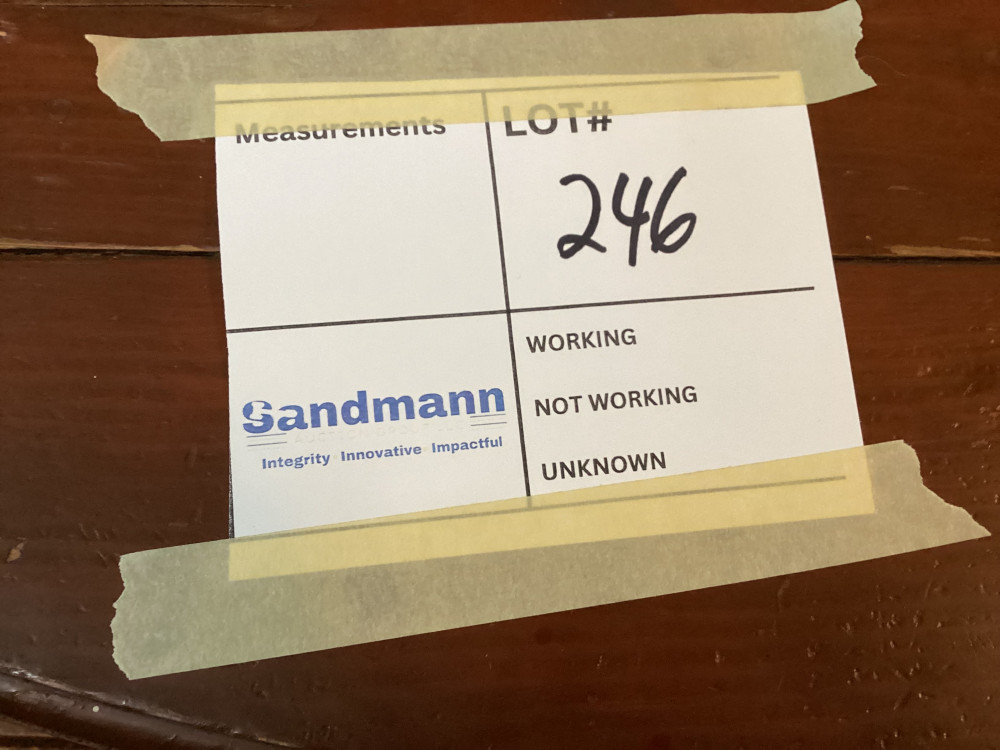 Measurements
LOT#
246
Sandmann
Integrity Innovative Impactful
WORKING
NOT WORKING
UNKNOWN